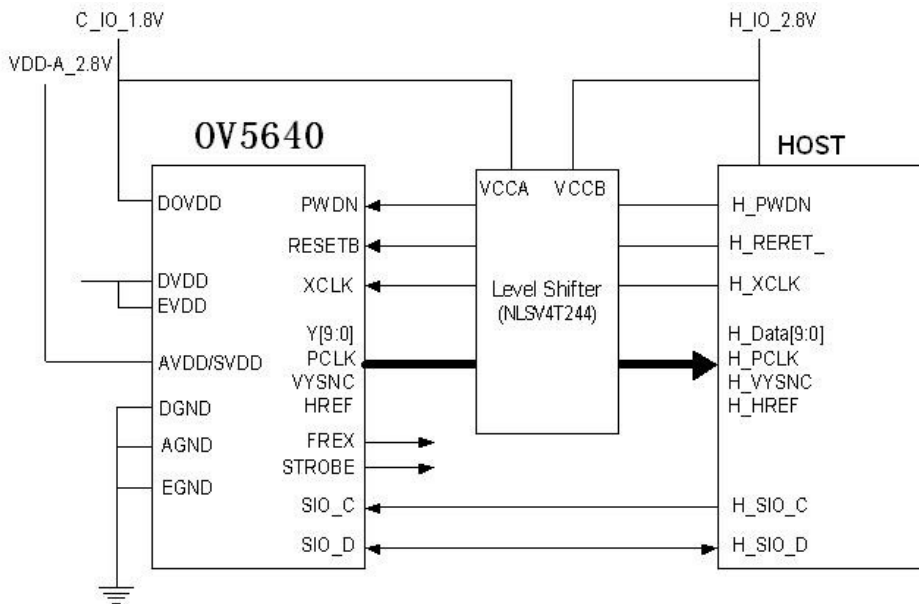 C_IO_1.8V
H_IO_2.8V
VDD-A_2.8V
OV5640
HOST
VCCA
VCCB
DOVDD
PWDN
H_PWDN
RESETB
H_RERET_
DVDD
XCLK
Level Shifter
H_XCLK
EVDD
(NLSV4T244)
Y[9:0]
H_Data[9:0]
AVDD/SVDD
PCLK
H_PCLK
VYSNC
H_VYSNC
DGND
HREF
H_HREF
AGND
FREX
STROBE
EGND
SIO_C
H_SIO_C
SIO_D
H_SIO_D